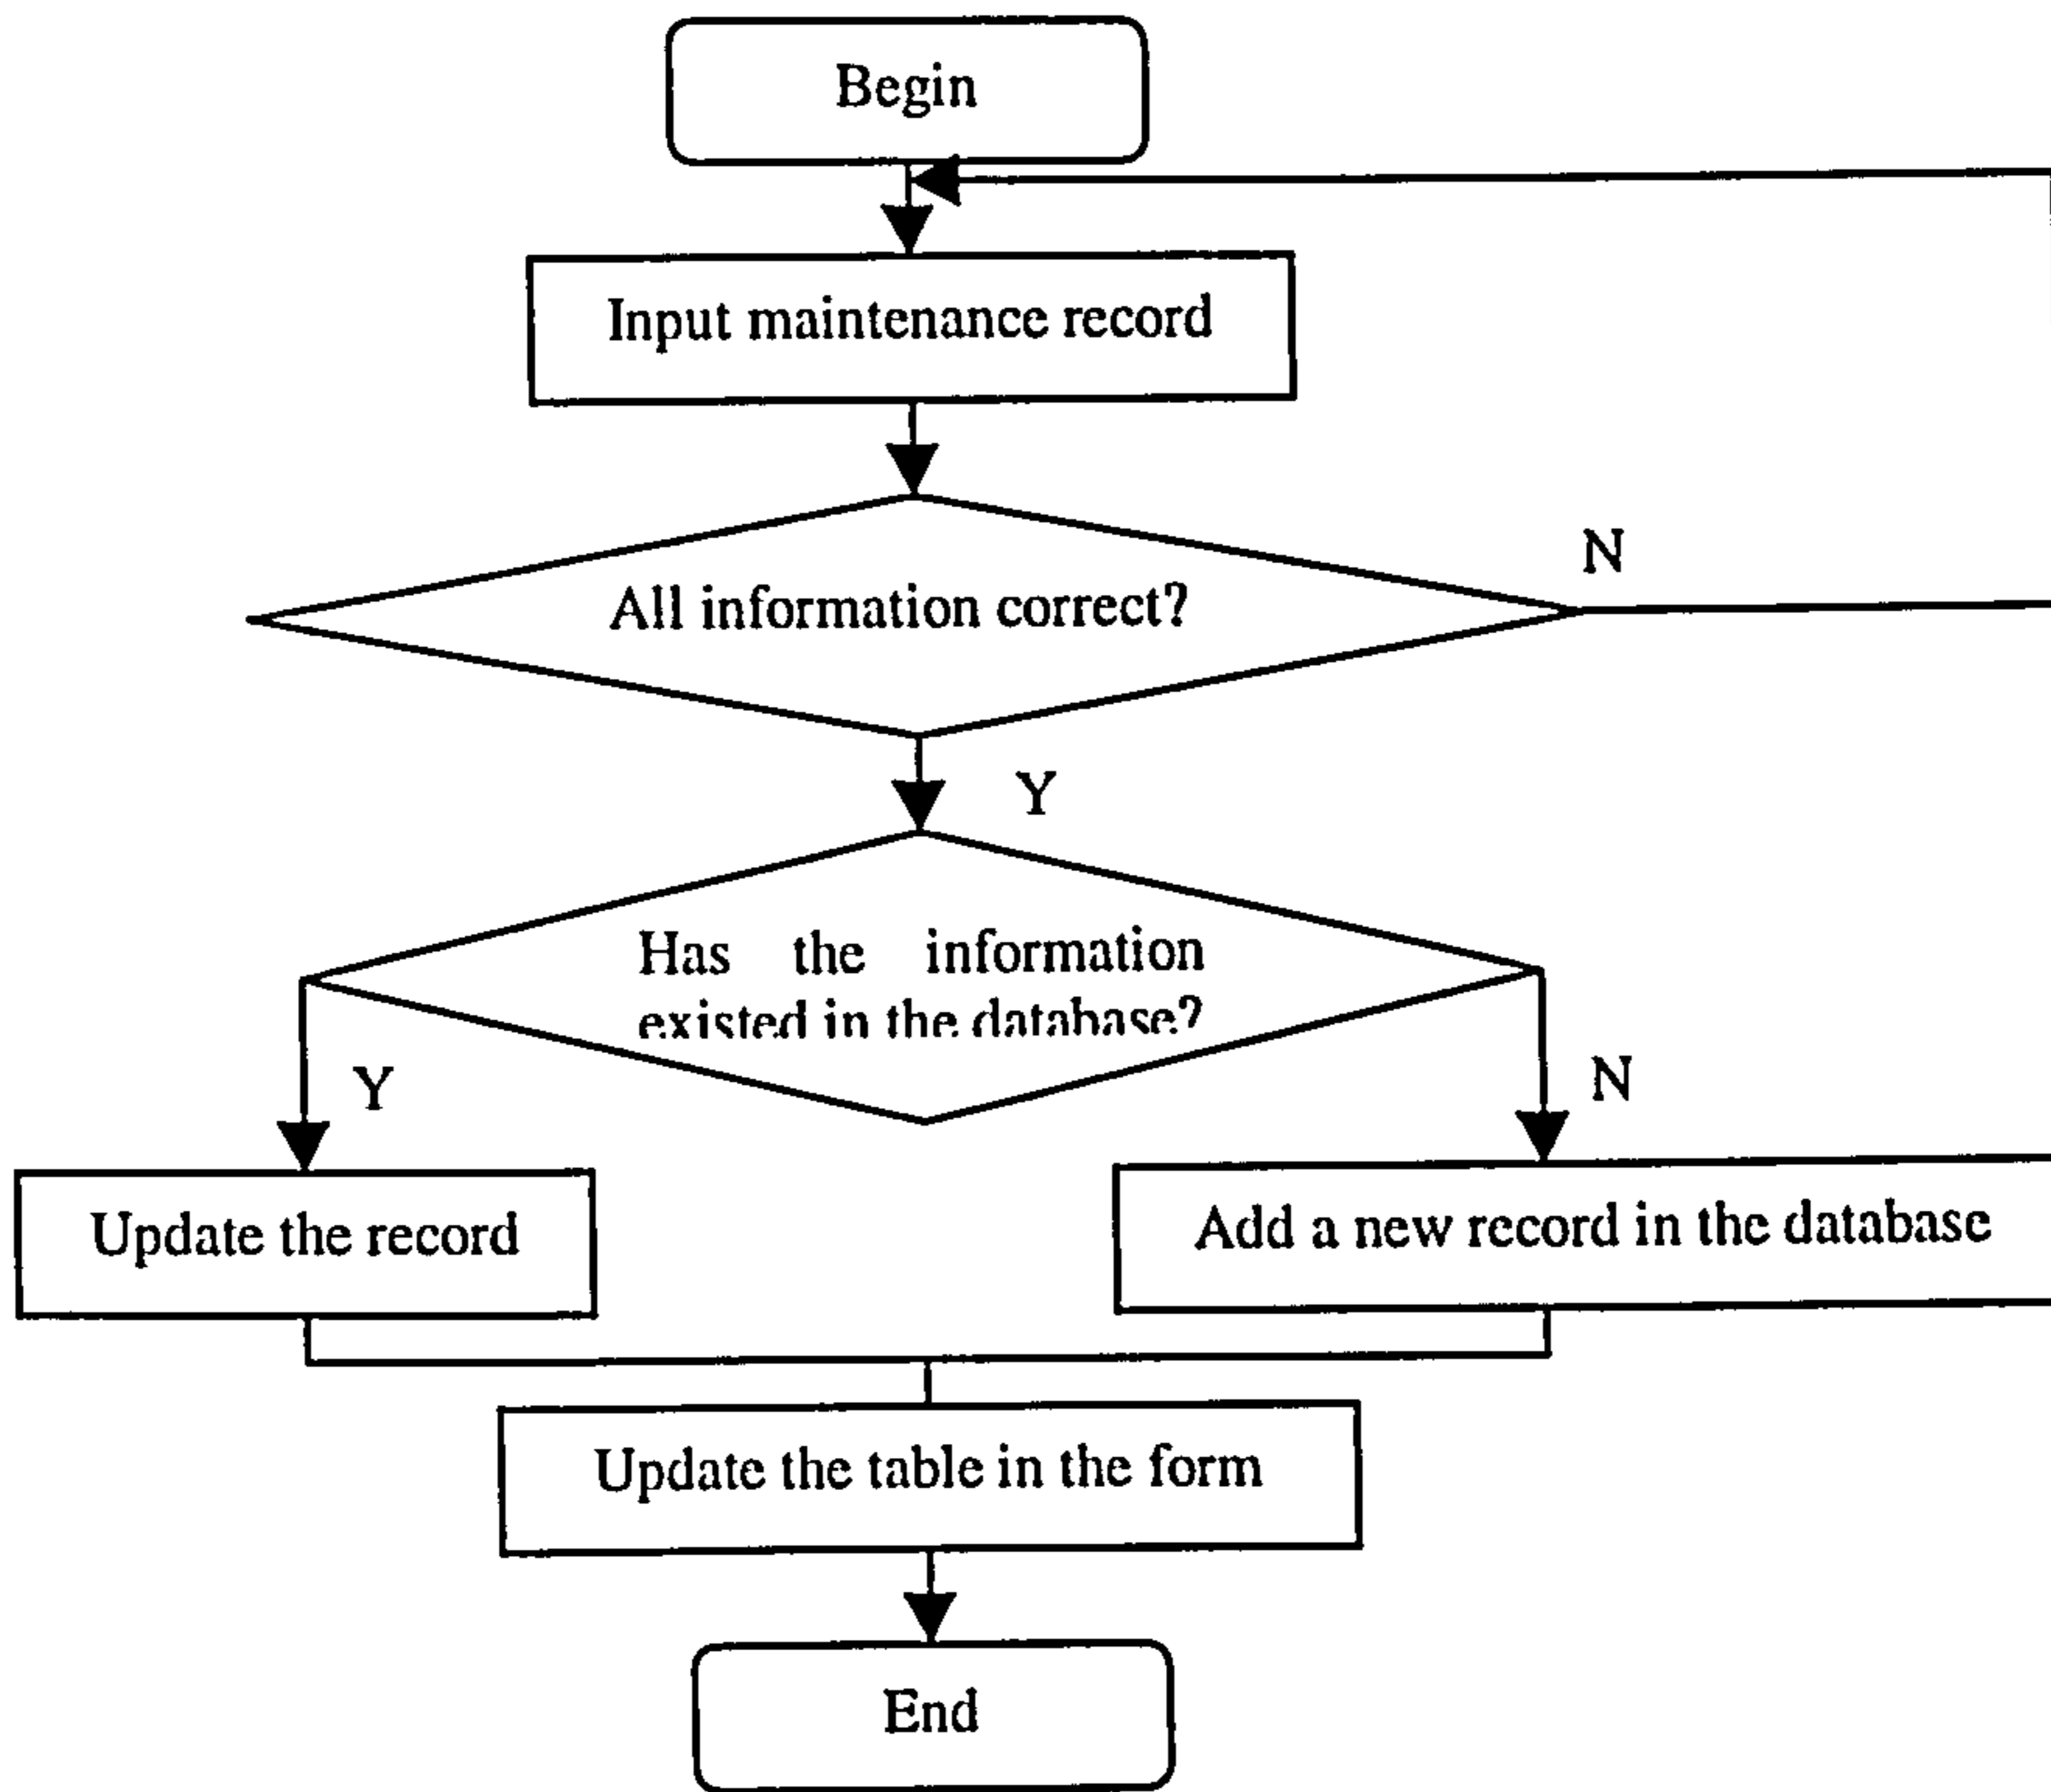 Begin
Input maintenance record
All information correct?
N
Y
Has the information
existed in the database?
Y
N
Update the record
Add a new record in the database
Update the table in the form
End